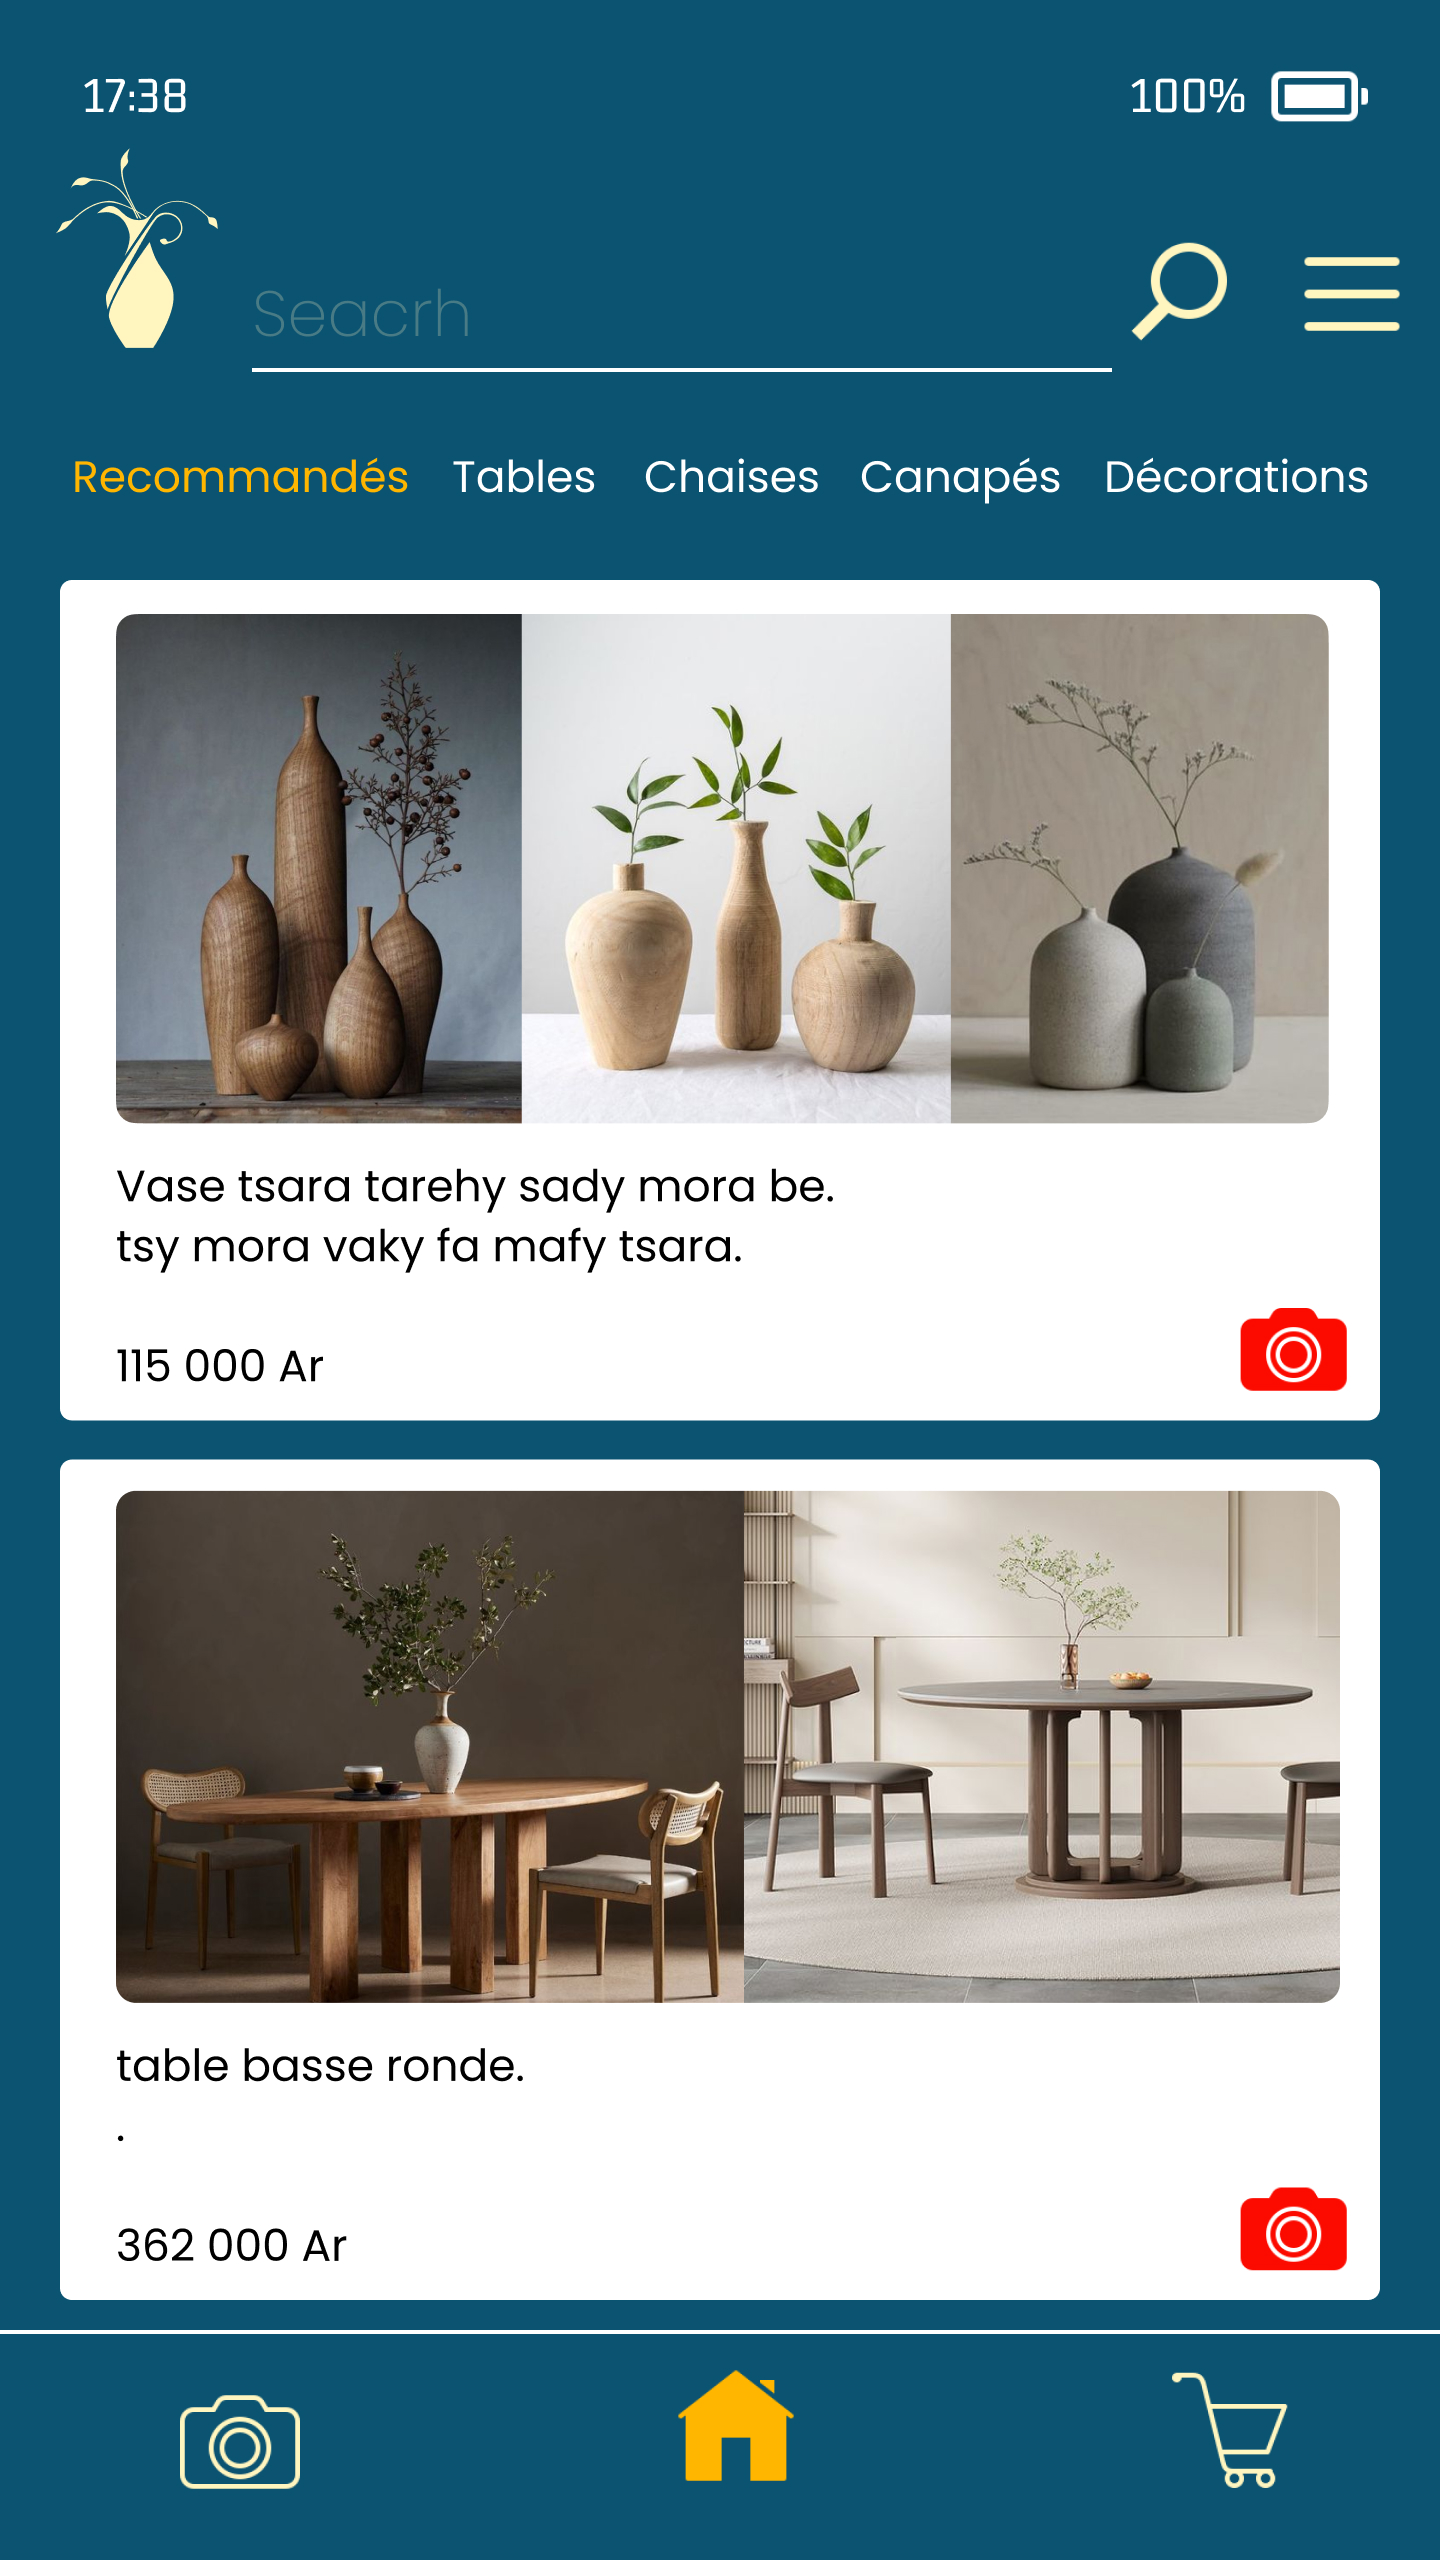 17:38
100%
Seacrh
Recommandés Tables Chaises Canapés Décorations
Vase tsara tarehy sady mora be.
tsy mora vaky fa mafy tsara.
115 000 Ar
table basse ronde.
.
362 000 Ar